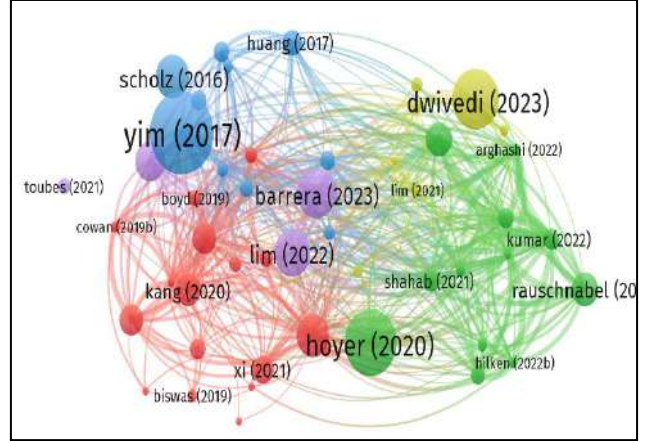 huang (2017)
scholz (2016)
dwivedi (2023)
yim (2017)
arghashi (2022)
toubes (2021)
boyd (2019)
barrera (2023)
lim (2021)
cowan (2019b)
lim (2022)
kumar (2022)
shahab (2021)
kang (2020)
rauschnabel (20
hoyer (2020)
xi (2021)
hilken (2022b)
biswas (2019)